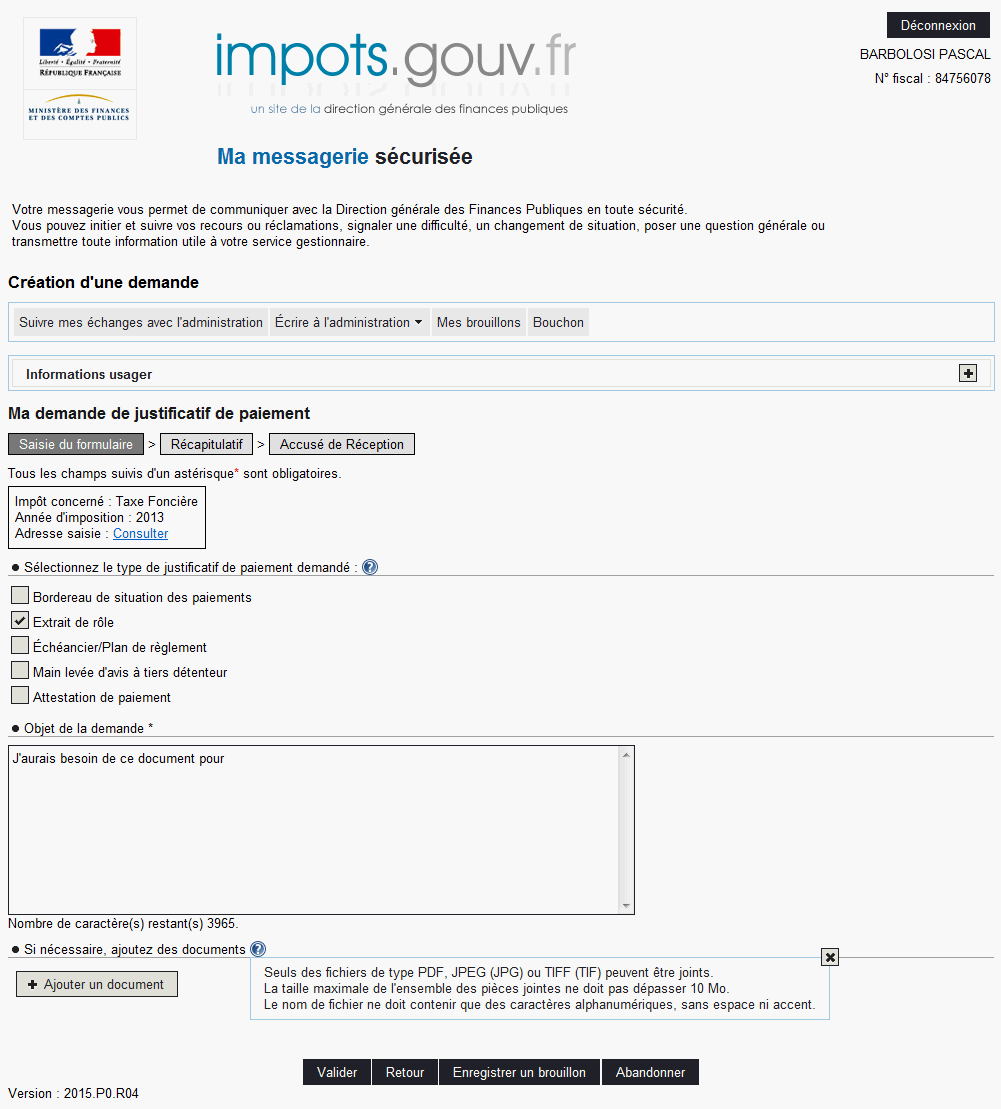 Déconnexion
Liberté • Égalité • Fraternité
RÉPUBLIQUE FRANÇAISE
MINISTÈRE DES FINANCES
ET DES COMPTES PUBLICS
impots.gouv.fr
un site de la direction générale des finances publiques
BARBOLOSI PASCAL
N° fiscal : 84756078
Ma messagerie sécurisée
Votre messagerie vous permet de communiquer avec la Direction générale des Finances Publiques en toute sécurité.
Vous pouvez initier et suivre vos recours ou réclamations, signaler une difficulté, un changement de situation, poser une question générale ou
transmettre toute information utile à votre service gestionnaire.
Création d'une demande
Suivre mes échanges avec l'administration Écrire à l'administration Mes brouillons Bouchon
Informations usager
Ma demande de justificatif de paiement
Saisie du formulaire > Récapitulatif > Accusé de Réception
Tous les champs suivis d'un astérisque* sont obligatoires.
Impôt concerné : Taxe Foncière
Année d'imposition : 2013
Adresse saisie : Consulter
• Sélectionnez le type de justificatif de paiement demandé : ?
Bordereau de situation des paiements
Extrait de rôle
Échéancier/Plan de règlement
Main levée d'avis à tiers détenteur
Attestation de paiement
• Objet de la demande *
J'aurais besoin de ce document pour
Nombre de caractère(s) restant(s) 3965.
• Si nécessaire, ajoutez des documents ?
+ Ajouter un document
Seuls des fichiers de type PDF, JPEG (JPG) ou TIFF (TIF) peuvent être joints.
La taille maximale de l'ensemble des pièces jointes ne doit pas dépasser 10 Mo.
Le nom de fichier ne doit contenir que des caractères alphanumériques, sans espace ni accent.
Valider Retour Enregistrer un brouillon Abandonner
Version : 2015.P0.R04